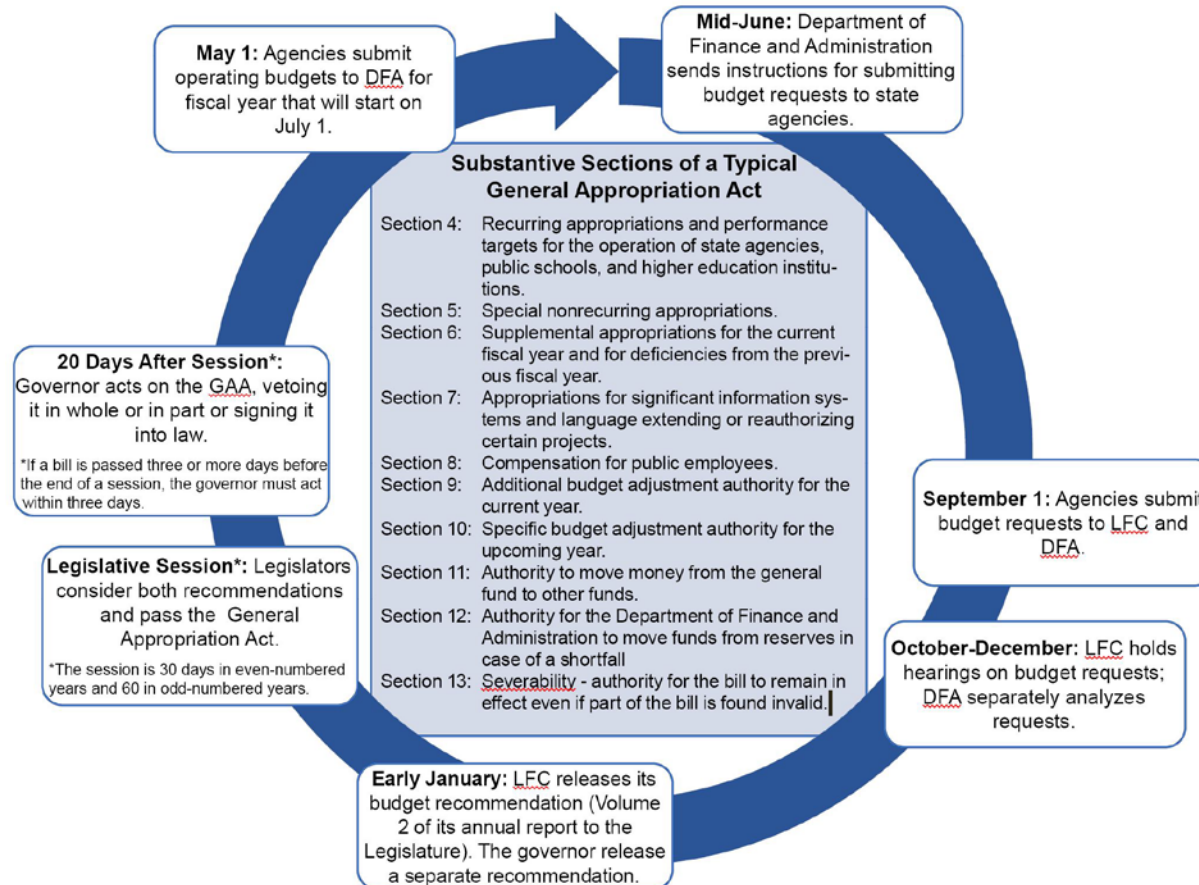 May 1: Agencies submit
operating budgets to DFA for
fiscal year that will start on
July 1.
Mid-June: Department of
Finance and Administration
sends instructions for submitting
budget requests to state
agencies.
Substantive Sections of a Typical
General Appropriation Act
Section 4: Recurring appropriations and performance
targets for the operation of state agencies,
public schools, and higher education institu-
tions.
Section 5: Special nonrecurring appropriations.
Section 6: Supplemental appropriations for the current
fiscal year and for deficiencies from the previ-
ous fiscal year.
Section 7: Appropriations for significant information sys-
tems and language extending or reauthorizing
certain projects.
Section 8: Compensation for public employees.
Section 9: Additional budget adjustment authority for the
current year.
Section 10: Specific budget adjustment authority for the
upcoming year.
Section 11: Authority to move money from the general
fund to other funds.
Section 12: Authority for the Department of Finance and
Administration to move funds from reserves in
case of a shortfall
Section 13: Severability - authority for the bill to remain in
effect even if part of the bill is found invalid.
September 1: Agencies submit
budget requests to LFC and
DFA.
October-December: LFC holds
hearings on budget requests;
DFA separately analyzes
requests.
Early January: LFC releases its
budget recommendation (Volume
2 of its annual report to the
Legislature). The governor release
a separate recommendation.
Legislative Session*: Legislators
consider both recommendations
and pass the General
Appropriation Act.
*The session is 30 days in even-numbered
years and 60 in odd-numbered years.
20 Days After Session*:
Governor acts on the GAA, vetoing
it in whole or in part or signing it
into law.
*If a bill is passed three or more days before
the end of a session, the governor must act
within three days.